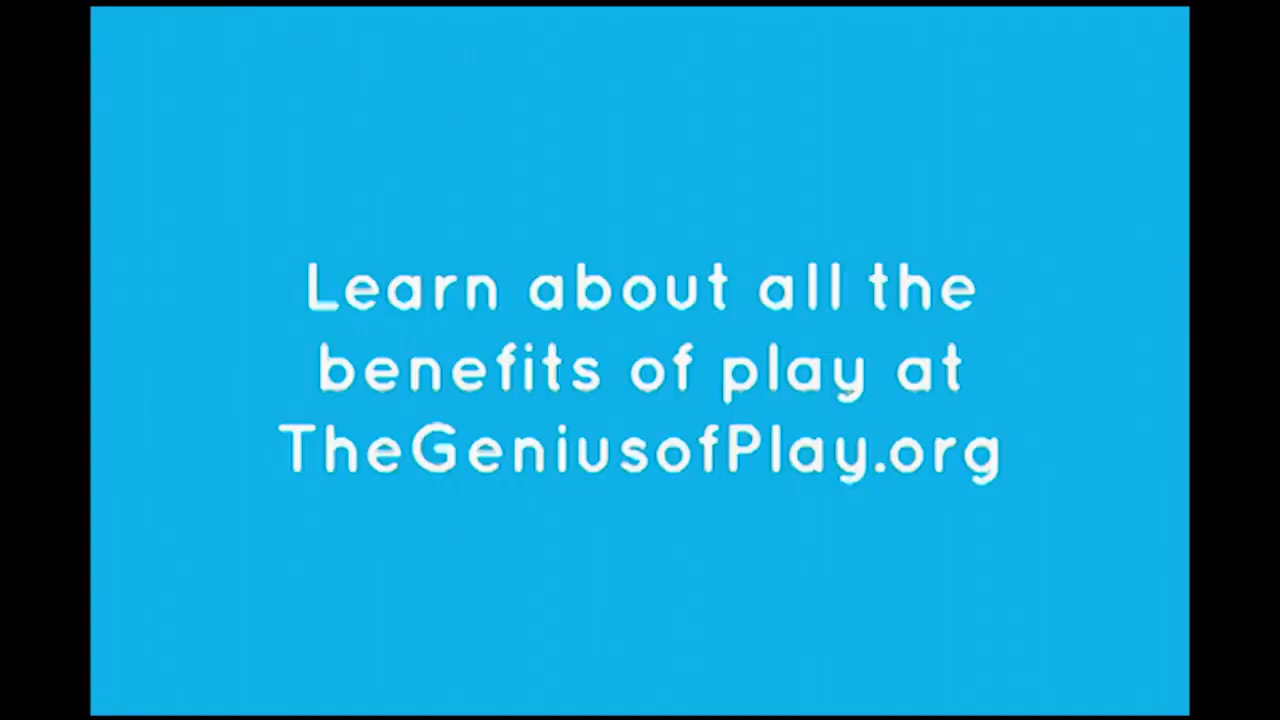 Learn about all the
benefits of play at
TheGeniusofPlay.org